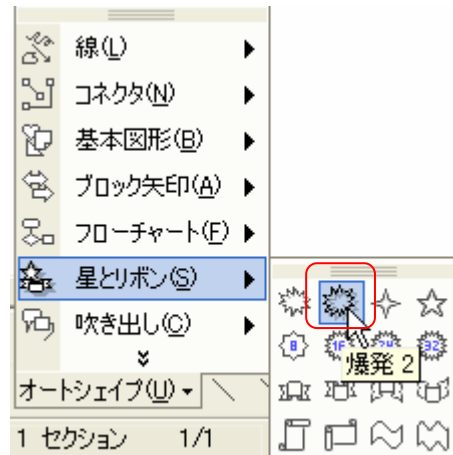 線(L)
コネクタ(N)
基本図形(B)
ブロック矢印(A)
フローチャート(F)
星とリボン(S)
吹き出し(C)
オートシェイプ(U)
1 セクション 1/1
8
32
爆発 2